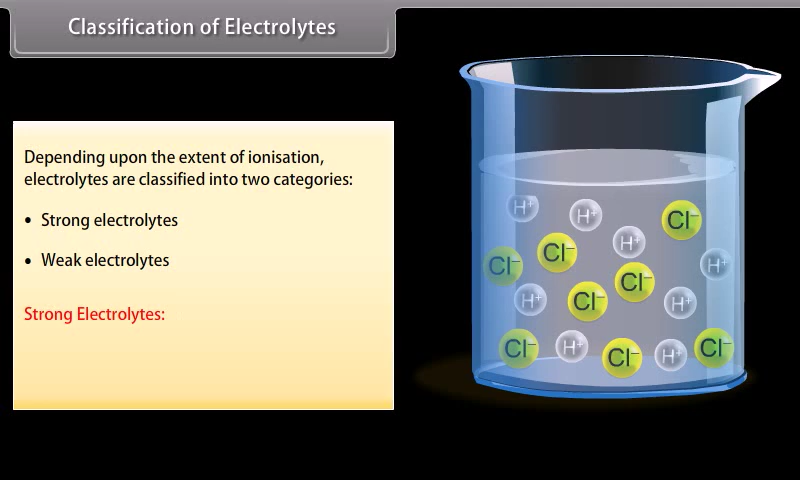 Classification of Electrolytes
Depending upon the extent of ionisation,
electrolytes are classified into two categories:
• Strong electrolytes
• Weak electrolytes
Strong Electrolytes:
H⁺ H⁺ Cl⁻
H⁺
Cl⁻ Cl⁻ H⁺
Cl⁻
H⁺ Cl⁻ H⁺
Cl⁻ H⁺ Cl⁻ H⁺ Cl⁻